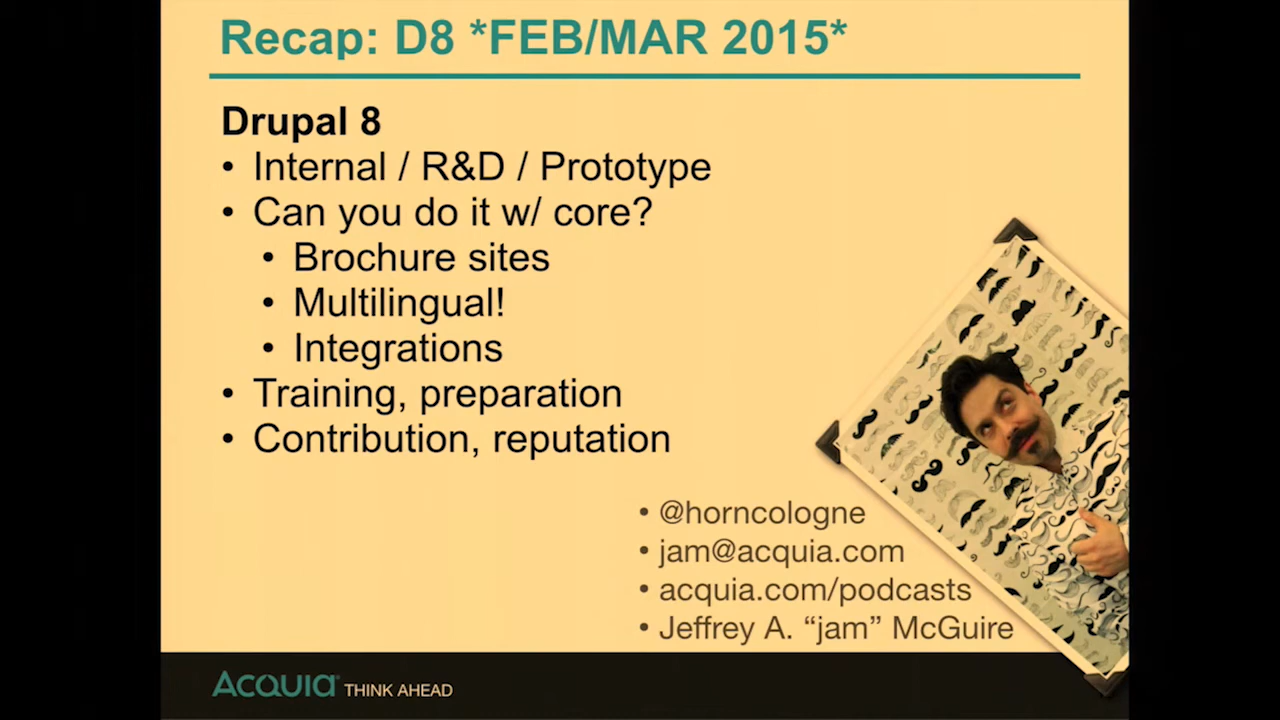 Recap: D8 *FEB/MAR 2015*
Drupal 8
• Internal / R&D / Prototype
• Can you do it w/ core?
• Brochure sites
• Multilingual!
• Integrations
• Training, preparation
• Contribution, reputation
• @horncologne
• jam@acquia.com
• acquia.com/podcasts
• Jeffrey A. “jam” McGuire
ACQUIA® THINK AHEAD